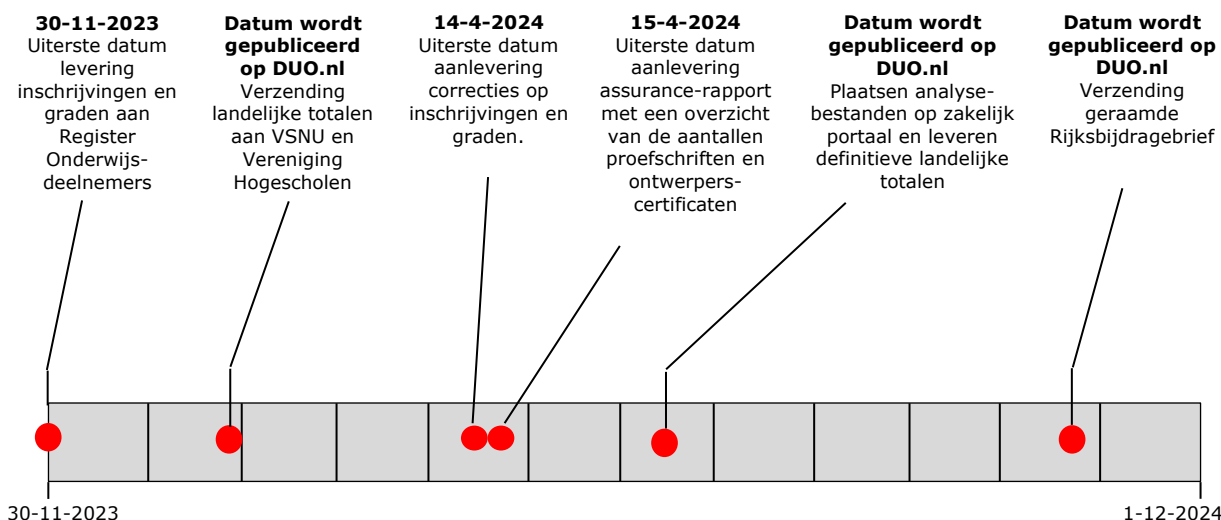 30-11-2023
Uiterste datum
levering
inschrijvingen en
graden aan
Register
Onderwijs-
deelnemers
Datum wordt
gepubliceerd
op DUO.nl
Verzending
landelijke totalen
aan VSNU en
Vereniging
Hogescholen
14-4-2024
Uiterste datum
aanlevering
correcties op
inschrijvingen en
graden.
15-4-2024
Uiterste datum
aanlevering
assurance-rapport
met een overzicht
van de aantallen
proefschriften en
ontwerpers-
certificaten
Datum wordt
gepubliceerd op
DUO.nl
Plaatsen analyse-
bestanden op zakelijk
portaal en leveren
definitieve landelijke
totalen
Datum wordt
gepubliceerd op
DUO.nl
Verzending
geraamde
Rijksbijdragebrief
30-11-2023
1-12-2024